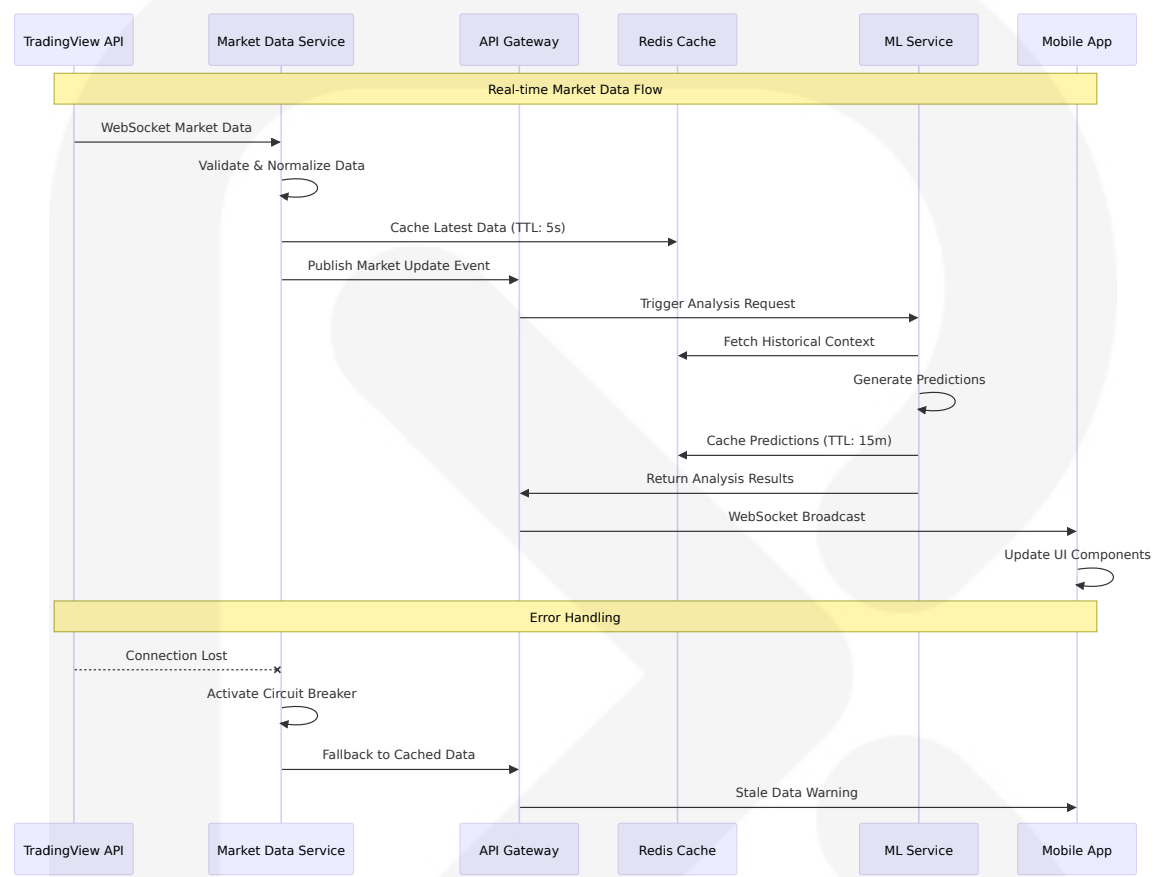 TradingView API
Market Data Service
API Gateway
Redis Cache
ML Service
Mobile App
Real-time Market Data Flow
WebSocket Market Data
Validate & Normalize Data
Cache Latest Data (TTL: 5s)
Publish Market Update Event
Trigger Analysis Request
Fetch Historical Context
Generate Predictions
Cache Predictions (TTL: 15m)
Return Analysis Results
WebSocket Broadcast
Update UI Components
Error Handling
Connection Lost
Activate Circuit Breaker
Fallback to Cached Data
Stale Data Warning
TradingView API
Market Data Service
API Gateway
Redis Cache
ML Service
Mobile App